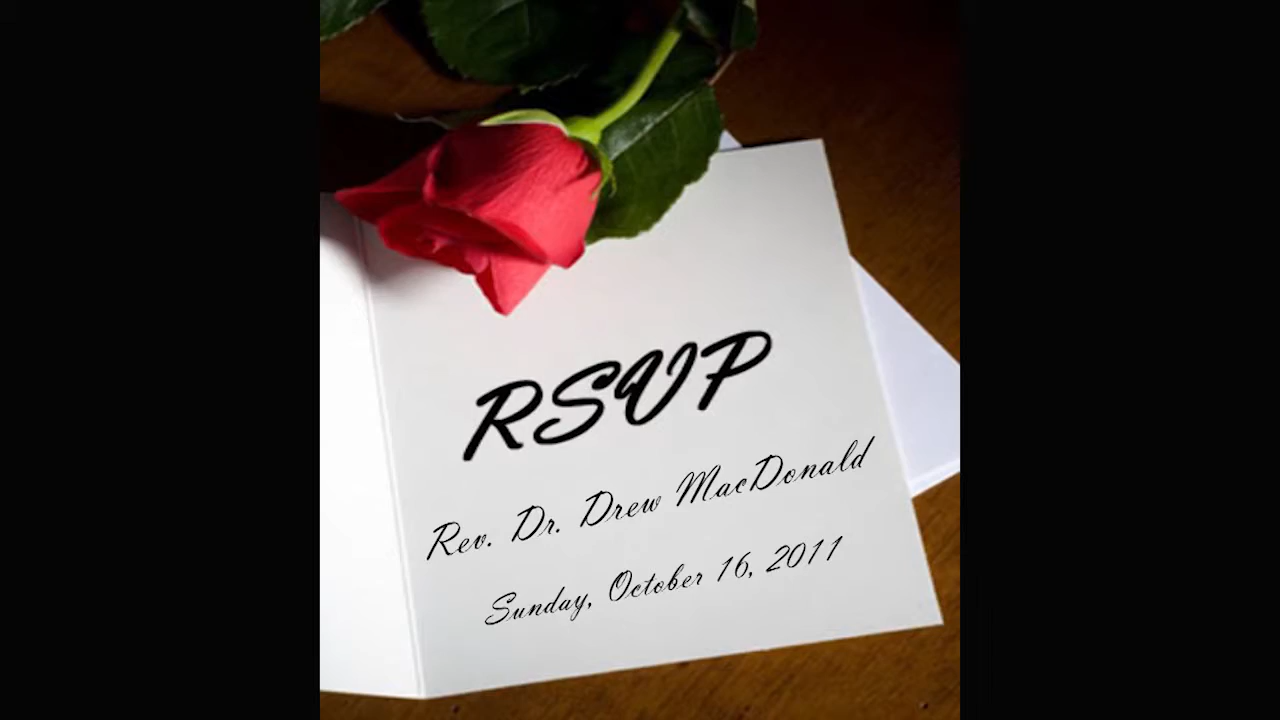 RSVP
Rev. Dr. Drew MacDonald
Sunday, October 16, 2011